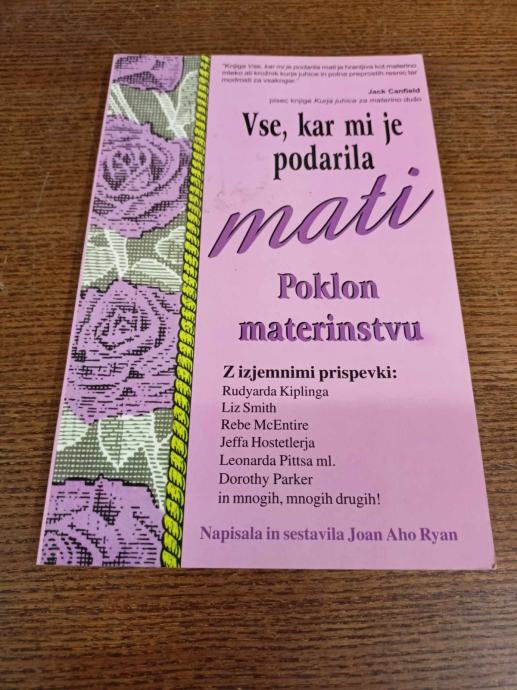 "Knjiga Vse, kar mi je podarila mati je hranljiva kot materino
mleko ali krožnik kurje juhice in polna preprostih resnic ter
modrosti za vsakogar."
Jack Canfield
pisec knjige Kurja juhica za materino dušo
Vse, kar mi je
podarila
mati
Poklon
materinstvu
Z izjemnimi prispevki:
Rudyarda Kiplinga
Liz Smith
Rebe McEntire
Jeffa Hostetlerja
Leonarda Pittsa ml.
Dorothy Parker
in mnogih, mnogih drugih!
Napisala in sestavila Joan Aho Ryan